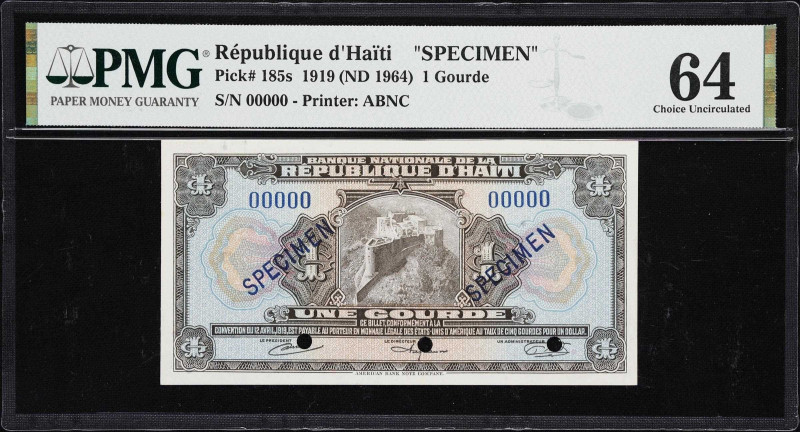 PMG®
PAPER MONEY GUARANTY
République d'Haïti "SPECIMEN"
Pick# 185s 1919 (ND 1964) 1 Gourde
S/N 00000 - Printer: ABNC
64
Choice Uncirculated
BANQUE NATIONALE DE LA
RÉPUBLIQUE D'HAITI
00000 00000
SPECIMEN SPECIMEN
1 1
UNE GOURDE
CE BILLET, CONFORMÉMENT A LA
CONVENTION DU 12 AVRIL, 1919, EST PAYABLE AU PORTEUR EN MONNAIE LÉGALE DES ÉTATS-UNIS D'AMÉRIQUE AU TAUX DE CINQ GOURDES POUR UN DOLLAR.
LE PRÉSIDENT LE DIRECTEUR UN ADMINISTRATEUR
AMERICAN BANK NOTE COMPANY.